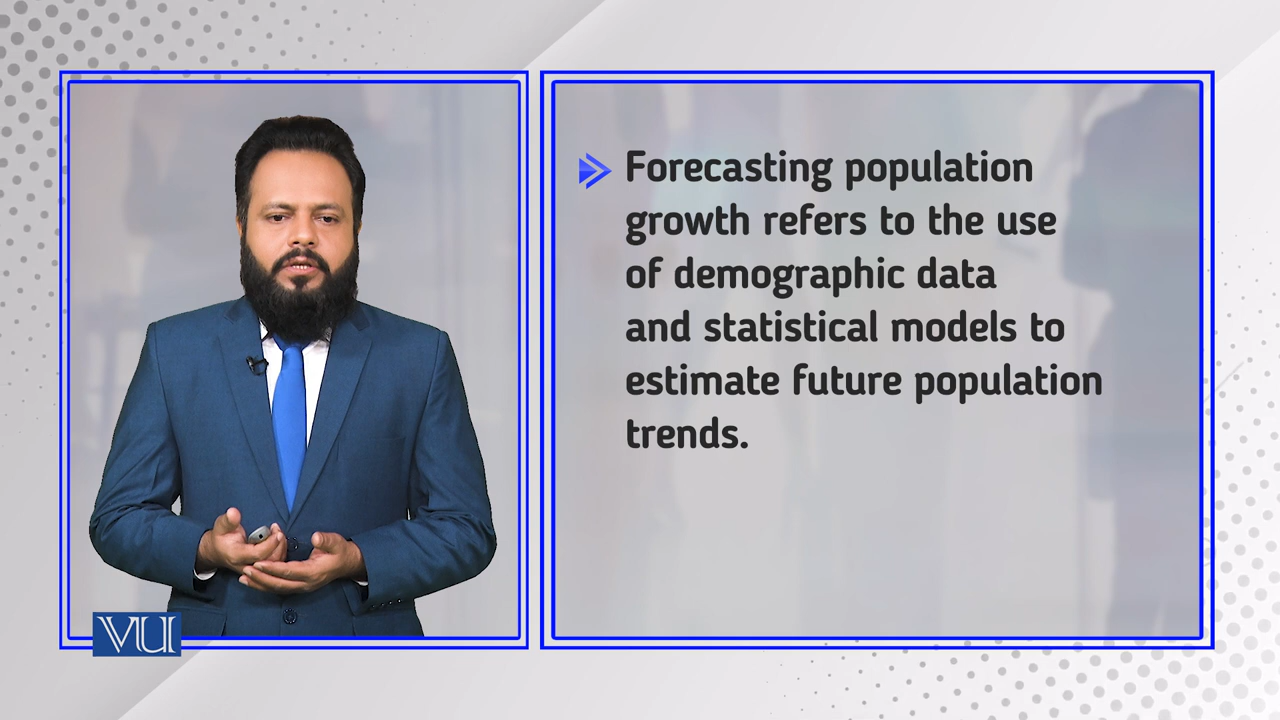 Forecasting population
growth refers to the use
of demographic data
and statistical models to
estimate future population
trends.
VU